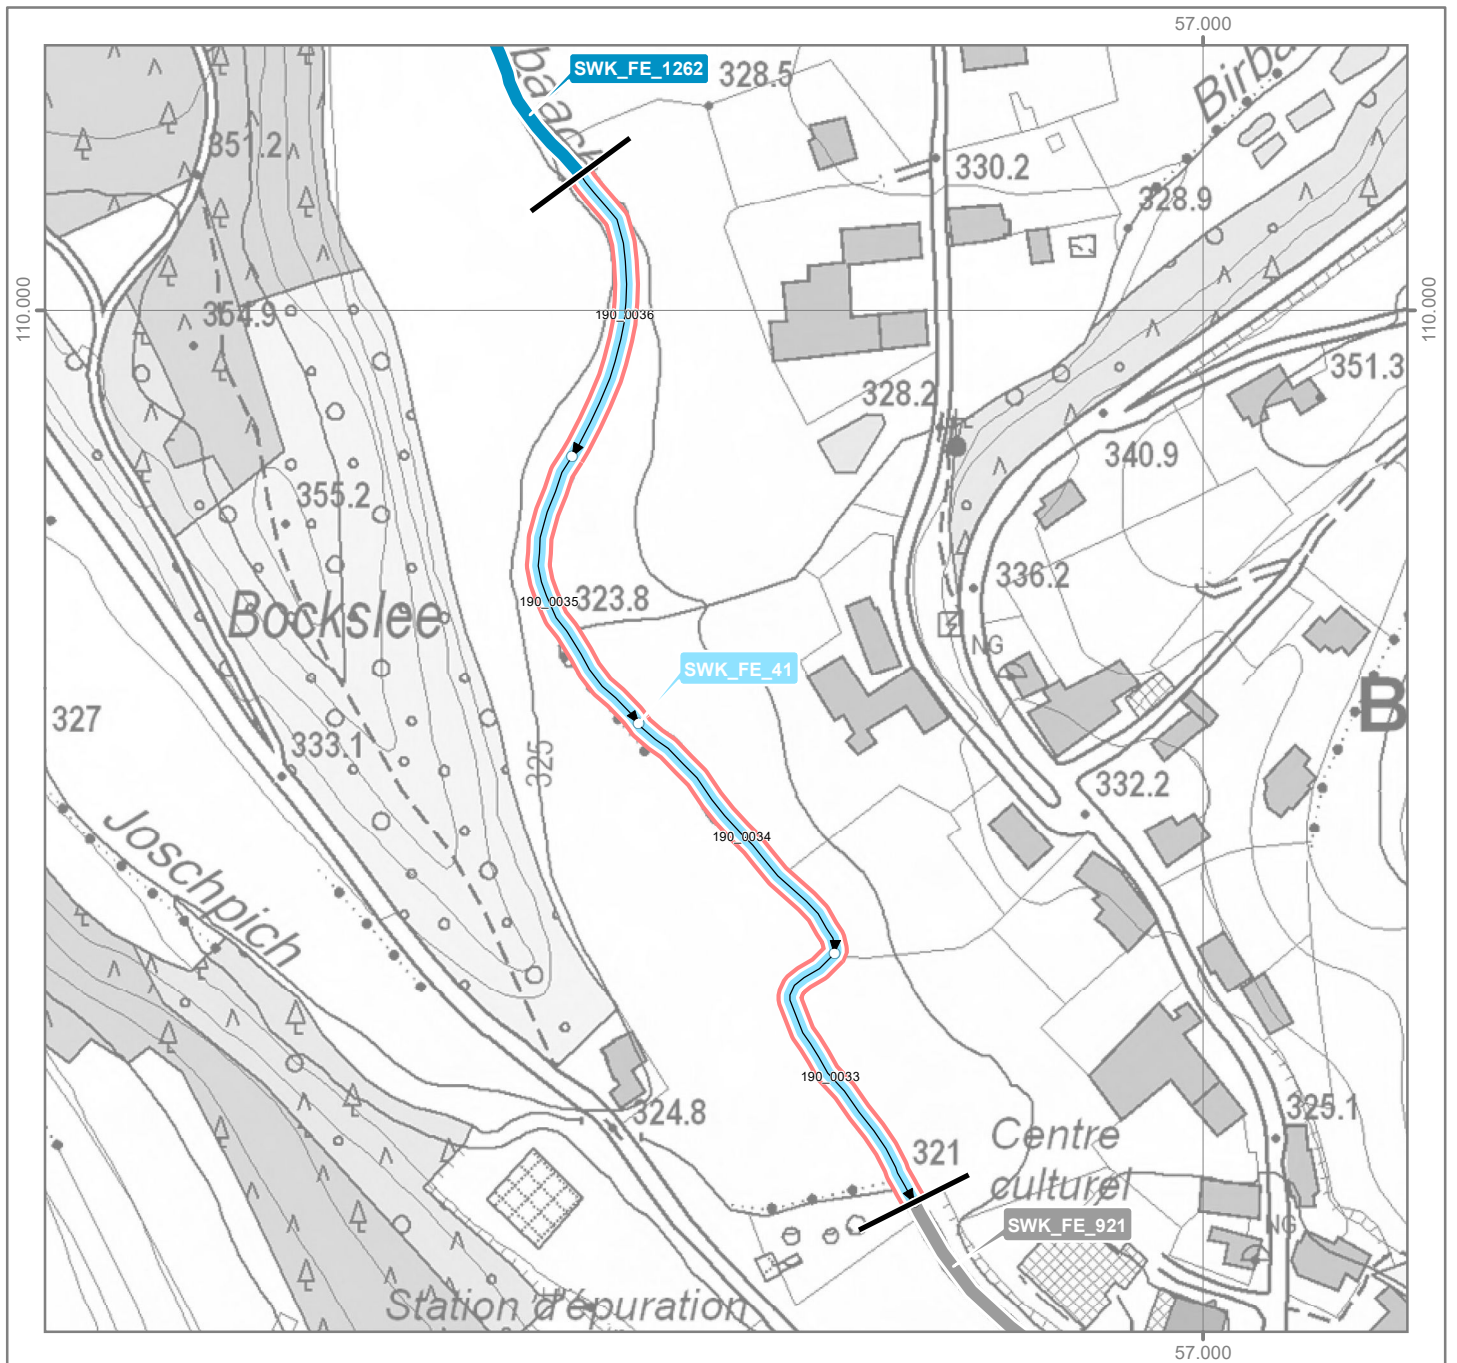 57.000
SWK_FE_1262
328.5
baach
351.2
330.2
328.9
110.000
354.9
190_0036
110.000
351.3
328.2
340.9
355.2
336.2
Bockslee
190_0035
323.8
NG
SWK_FE_41
327
333.1
325
B
332.2
Joschpich
190_0034
190_0033
324.8
325.1
321
Centre
culturel
SWK_FE_921
NG
Station d'épuration
57.000